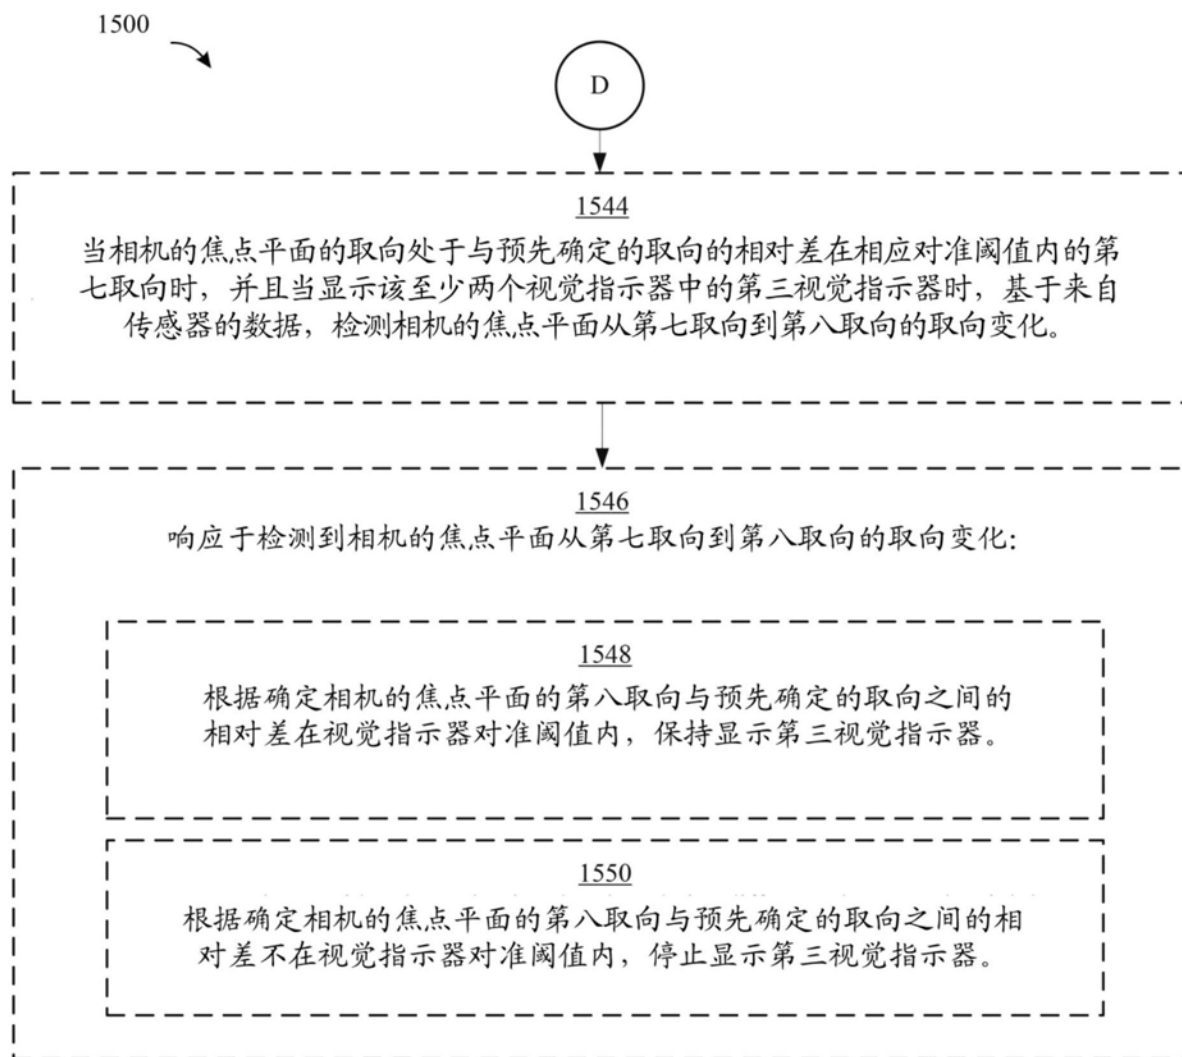 1500
D
1544
当相机的焦点平面的取向处于与预先确定的取向的相对差在相应对准阈值内的第
七取向时，并且当显示该至少两个视觉指示器中的第三视觉指示器时，基于来自
传感器的数据，检测相机的焦点平面从第七取向到第八取向的取向变化。
1546
响应于检测到相机的焦点平面从第七取向到第八取向的取向变化：
1548
根据确定相机的焦点平面的第八取向与预先确定的取向之间的
相对差在视觉指示器对准阈值内，保持显示第三视觉指示器。
1550
根据确定相机的焦点平面的第八取向与预先确定的取向之间的相
对差不在视觉指示器对准阈值内，停止显示第三视觉指示器。